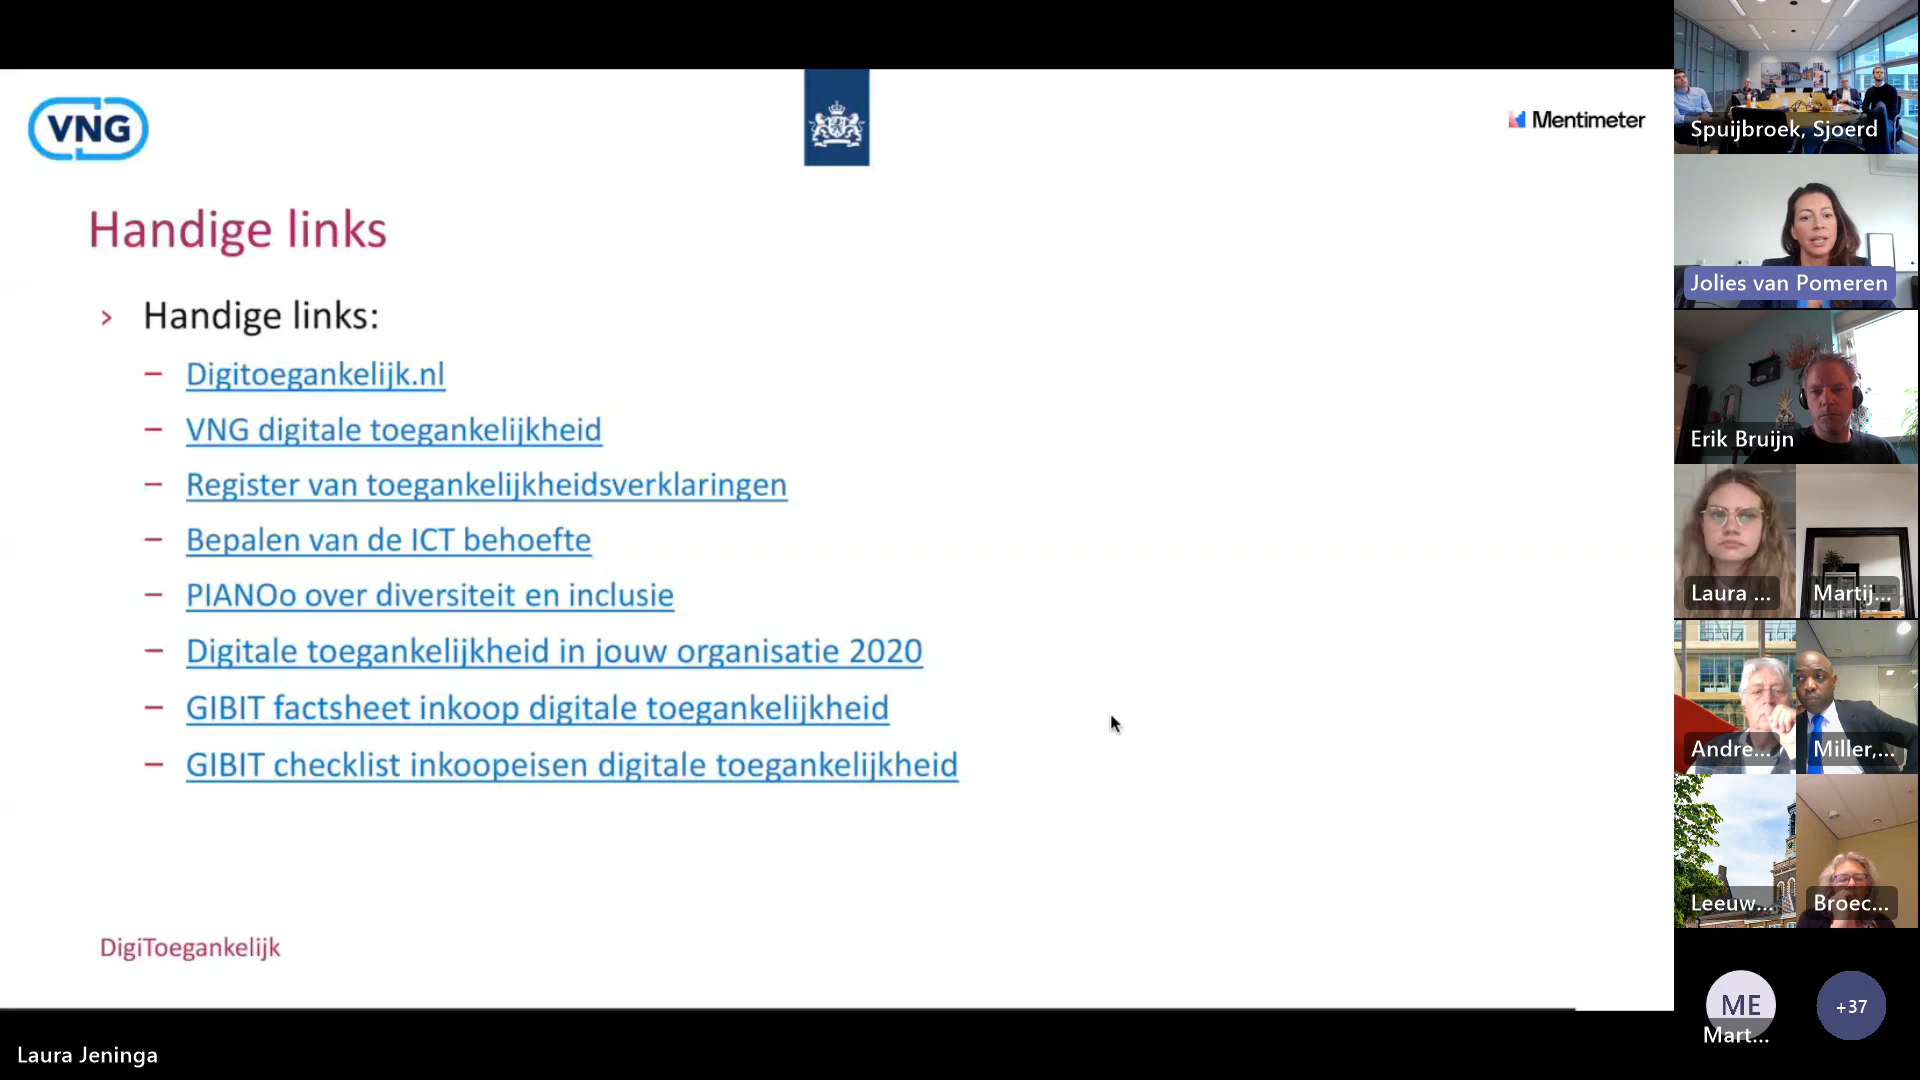 VNG
Mentimeter
Handige links
› Handige links:
– Digitoegankelijk.nl
– VNG digitale toegankelijkheid
– Register van toegankelijkheidsverklaringen
– Bepalen van de ICT behoefte
– PIANOo over diversiteit en inclusie
– Digitale toegankelijkheid in jouw organisatie 2020
– GIBIT factsheet inkoop digitale toegankelijkheid
– GIBIT checklist inkoopeisen digitale toegankelijkheid
DigiToegankelijk
Laura Jeninga
Spuijbroek, Sjoerd
Jolies van Pomeren
Erik Bruijn
Laura ...
Martij...
Andre...
Miller,...
Leeuw...
Broec...
ME
Mart...
+37